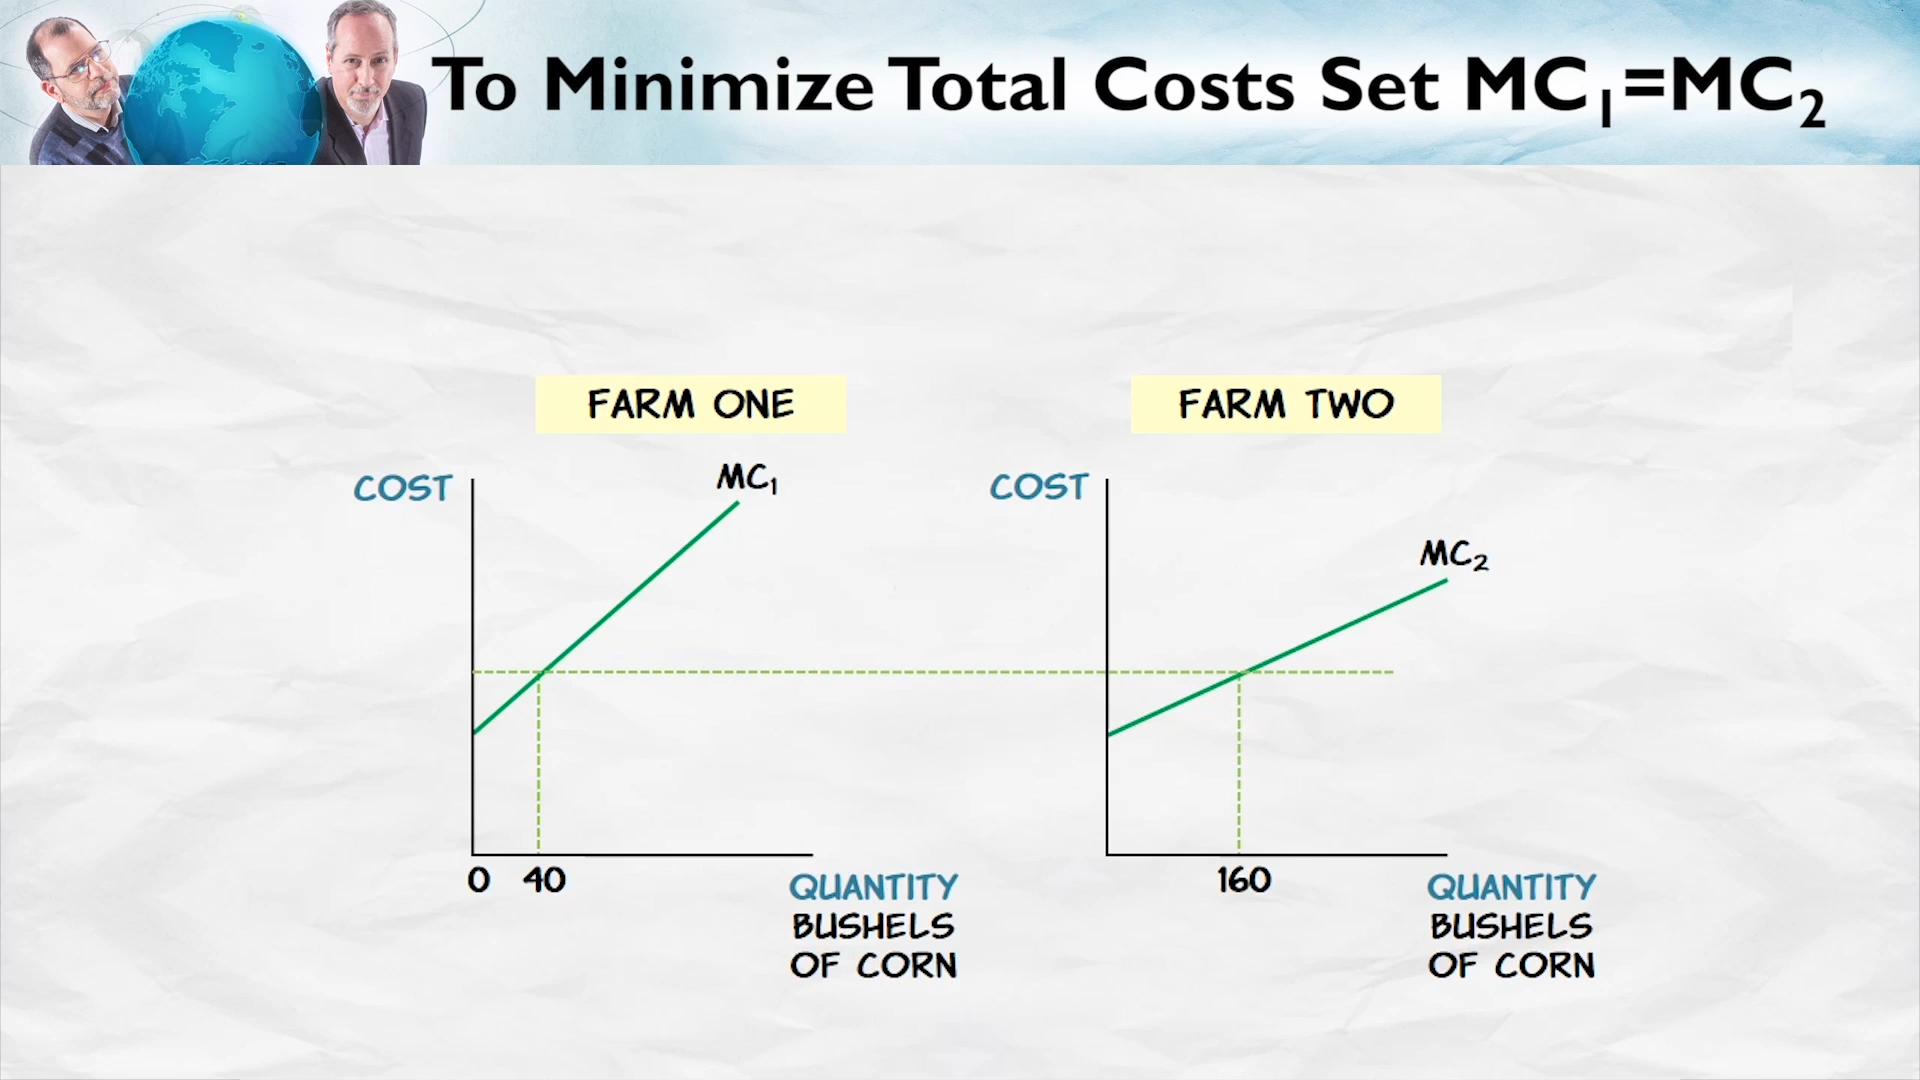 To Minimize Total Costs Set MC₁=MC₂
FARM ONE
FARM TWO
COST
MC₁
COST
MC₂
0 40
160
QUANTITY
BUSHELS
OF CORN
QUANTITY
BUSHELS
OF CORN